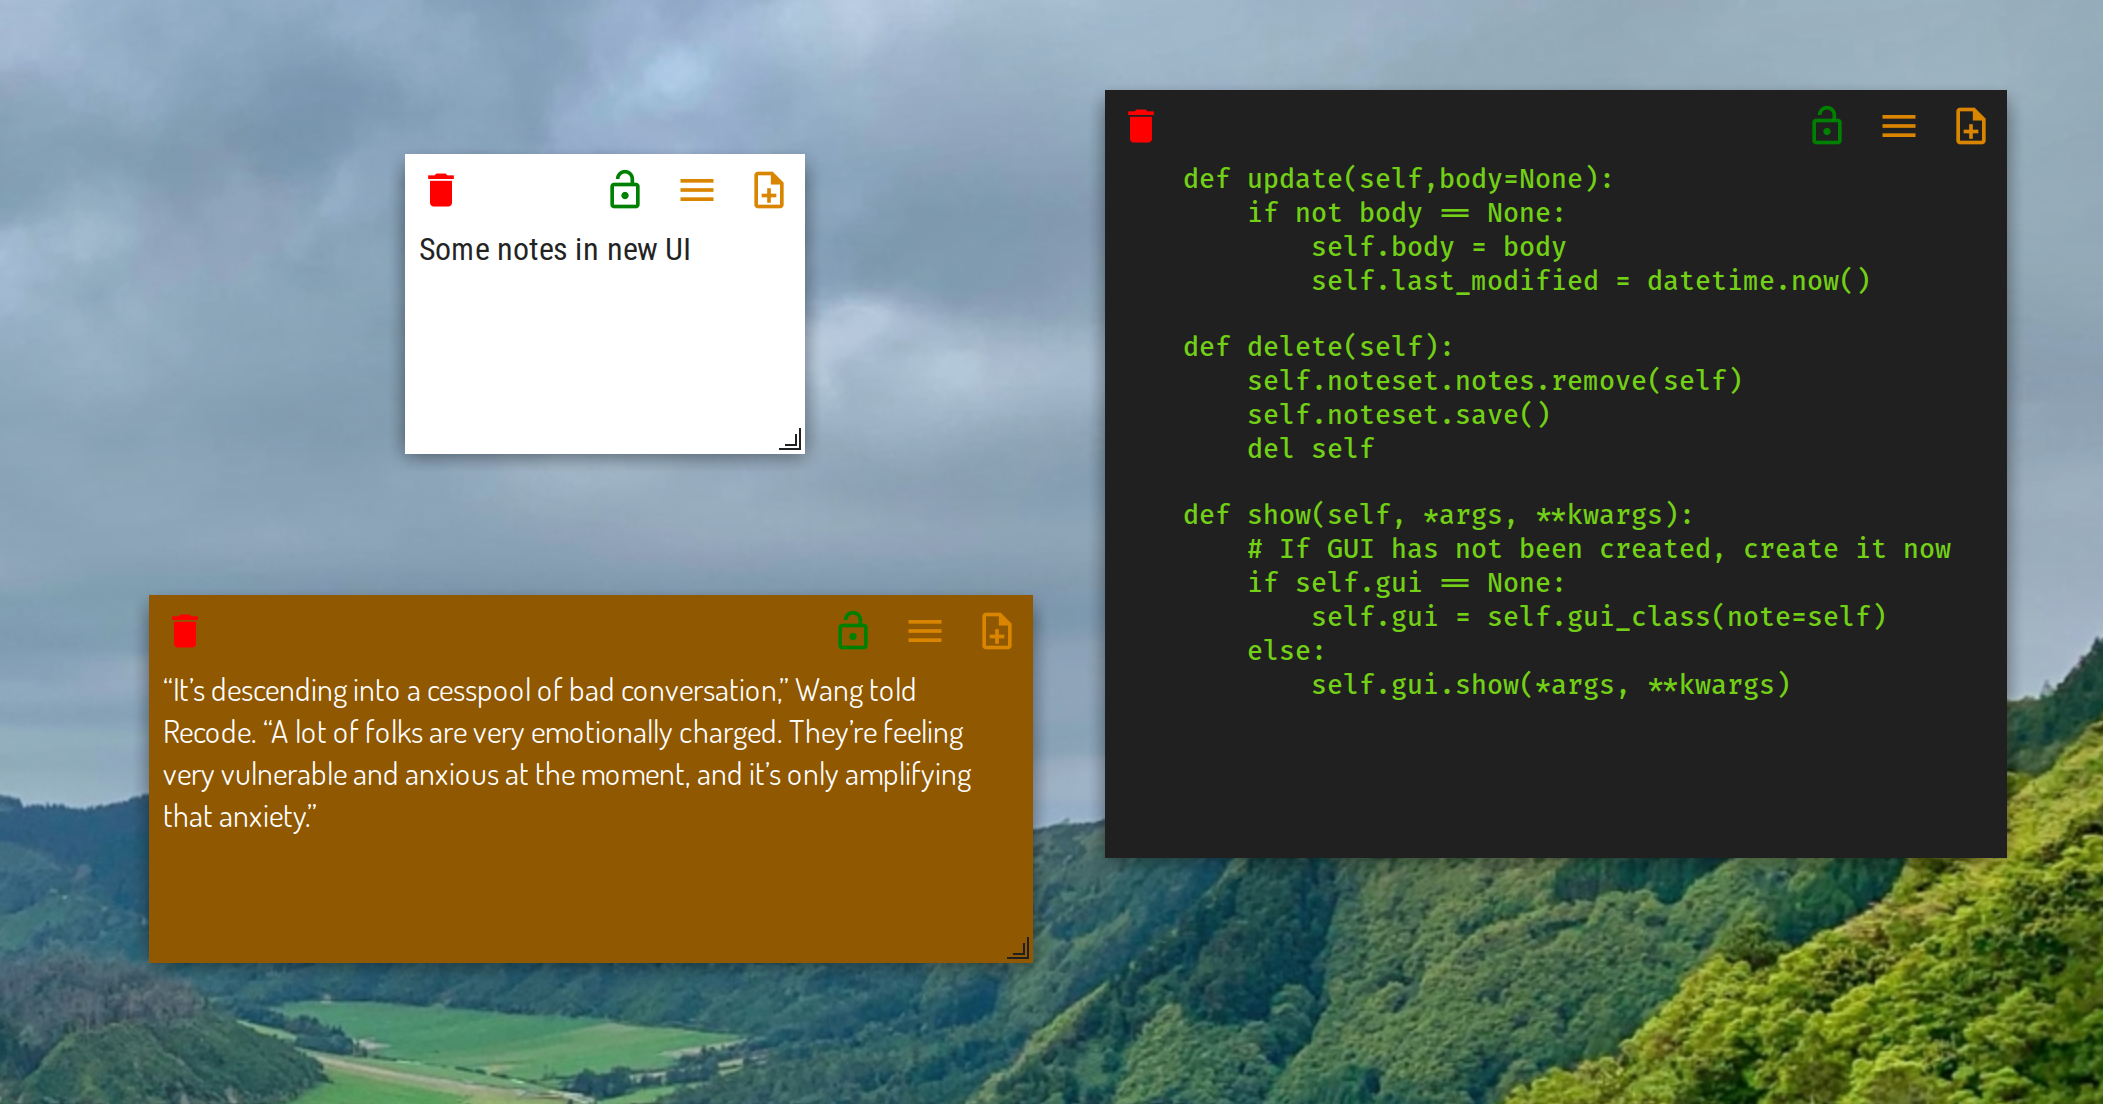 Some notes in new UI
“It’s descending into a cesspool of bad conversation,” Wang told
Recode. “A lot of folks are very emotionally charged. They’re feeling
very vulnerable and anxious at the moment, and it’s only amplifying
that anxiety.”
def update(self,body=None):
    if not body == None:
        self.body = body
        self.last_modified = datetime.now()

def delete(self):
    self.noteset.notes.remove(self)
    self.noteset.save()
    del self

def show(self, *args, **kwargs):
    # If GUI has not been created, create it now
    if self.gui == None:
        self.gui = self.gui_class(note=self)
    else:
        self.gui.show(*args, **kwargs)